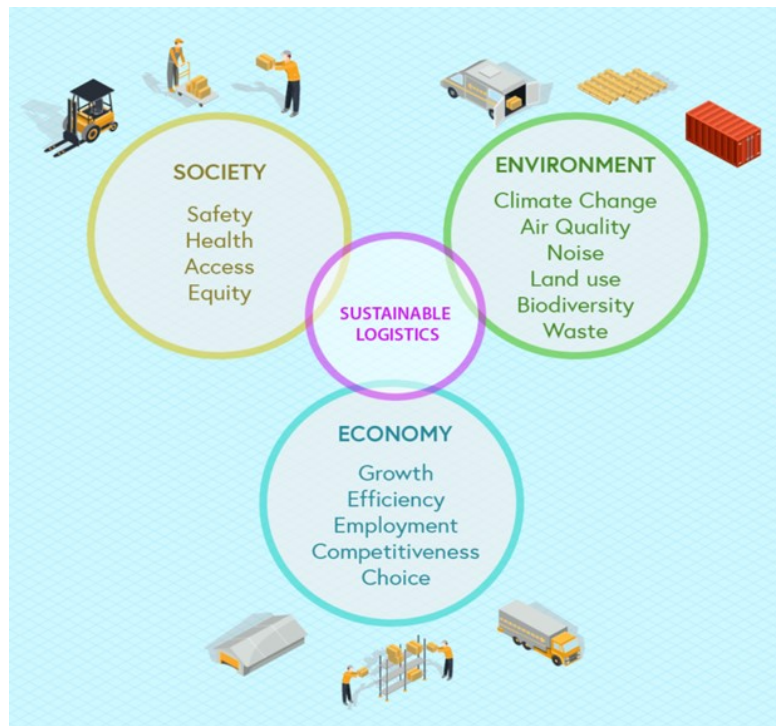 SOCIETY
Safety
Health
Access
Equity
ENVIRONMENT
Climate Change
Air Quality
Noise
Land use
Biodiversity
Waste
SUSTAINABLE
LOGISTICS
ECONOMY
Growth
Efficiency
Employment
Competitiveness
Choice